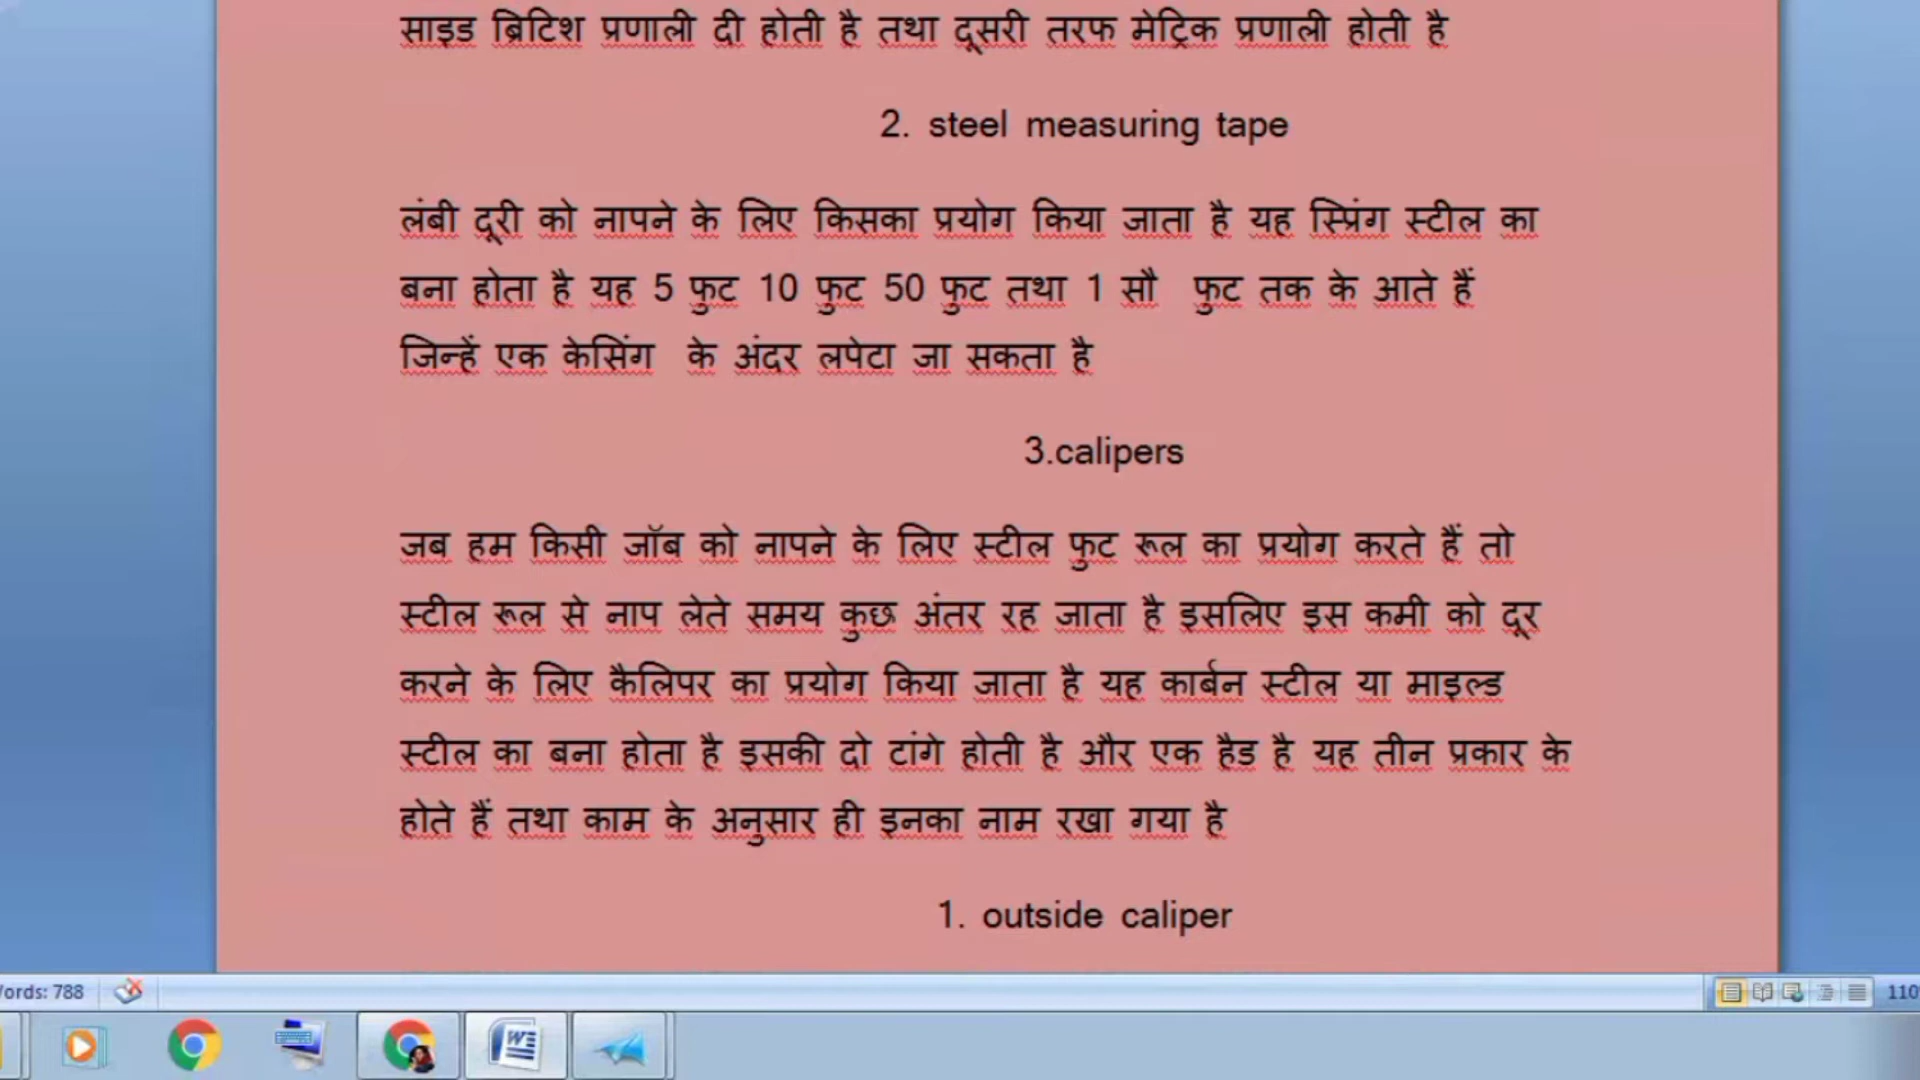 साइड ब्रिटिश प्रणाली दी होती है तथा दूसरी तरफ मेट्रिक प्रणाली होती है
2. steel measuring tape
लंबी दूरी को नापने के लिए किसका प्रयोग किया जाता है यह स्प्रिंग स्टील का
बना होता है यह 5 फुट 10 फुट 50 फुट तथा 1 सौ फुट तक के आते हैं
जिन्हें एक केसिंग के अंदर लपेटा जा सकता है
3.calipers
जब हम किसी जॉब को नापने के लिए स्टील फुट रूल का प्रयोग करते हैं तो
स्टील रूल से नाप लेते समय कुछ अंतर रह जाता है इसलिए इस कमी को दूर
करने के लिए कैलिपर का प्रयोग किया जाता है यह कार्बन स्टील या माइल्ड
स्टील का बना होता है इसकी दो टांगे होती है और एक हैड है यह तीन प्रकार के
होते हैं तथा काम के अनुसार ही इनका नाम रखा गया है
1. outside caliper
Words: 788
110